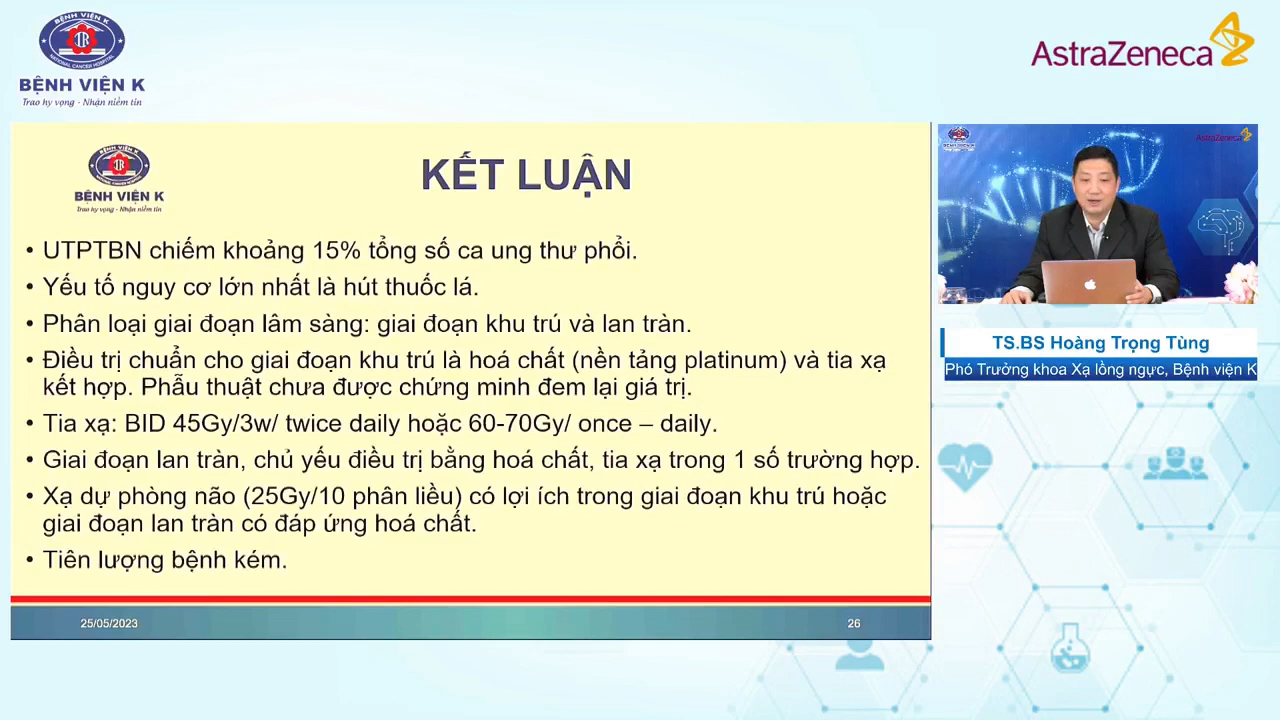 NATIONAL CANCER HOSPITAL
BỆNH VIỆN K
Trao hy vọng - Nhận niềm tin
AstraZeneca
BỆNH VIỆN K
Trao hy vọng - Nhận niềm tin
KẾT LUẬN
• UTPTBN chiếm khoảng 15% tổng số ca ung thư phổi.
• Yếu tố nguy cơ lớn nhất là hút thuốc lá.
• Phân loại giai đoạn lâm sàng: giai đoạn khu trú và lan tràn.
• Điều trị chuẩn cho giai đoạn khu trú là hoá chất (nền tảng platinum) và tia xạ
kết hợp. Phẫu thuật chưa được chứng minh đem lại giá trị.
• Tia xạ: BID 45Gy/3w/ twice daily hoặc 60-70Gy/ once – daily.
• Giai đoạn lan tràn, chủ yếu điều trị bằng hoá chất, tia xạ trong 1 số trường hợp.
• Xạ dự phòng não (25Gy/10 phân liều) có lợi ích trong giai đoạn khu trú hoặc
giai đoạn lan tràn có đáp ứng hoá chất.
• Tiên lượng bệnh kém.
25/05/2023
26
AstraZeneca
TS.BS Hoàng Trọng Tùng
Phó Trưởng khoa Xạ lồng ngực, Bệnh viện K